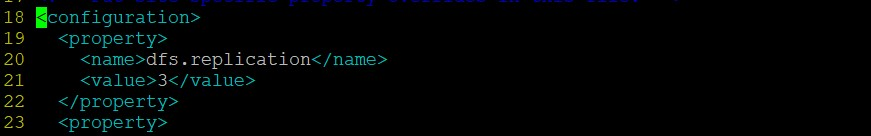 18 <configuration>
19   <property>
20     <name>dfs.replication</name>
21     <value>3</value>
22   </property>
23   <property>